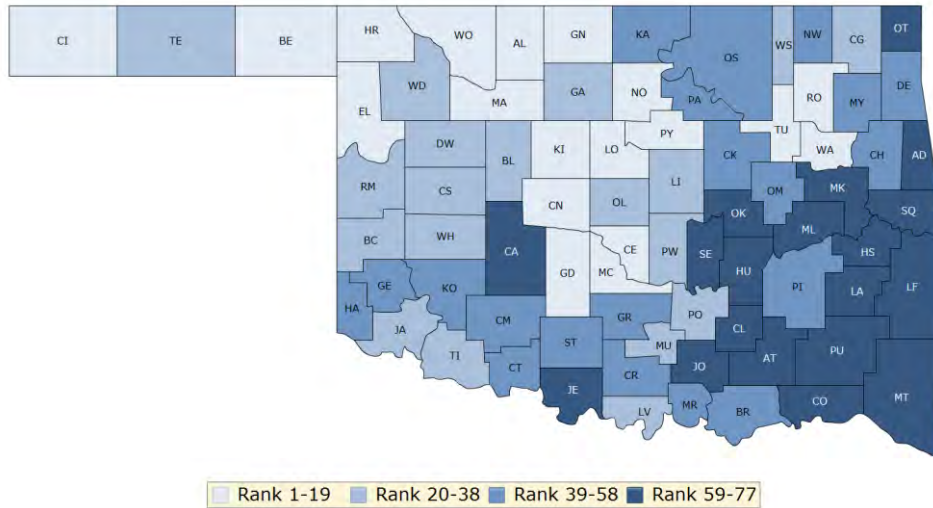 CI TE BE HR WO AL GN KA OS WS NW CG OT
EL WD MA GA NO PA RO MY DE
DW BL KI LO PY CK TU WA CH AD
RM CS CN OL LI OM MK SQ
BC WH CA GD MC CE PW SE OK ML HS
HA GE KO HU PI LA LF
JA CM ST GR PO CL
TI CT CR MU JO AT PU MT
JE LV MR BR CO
Rank 1-19 Rank 20-38 Rank 39-58 Rank 59-77